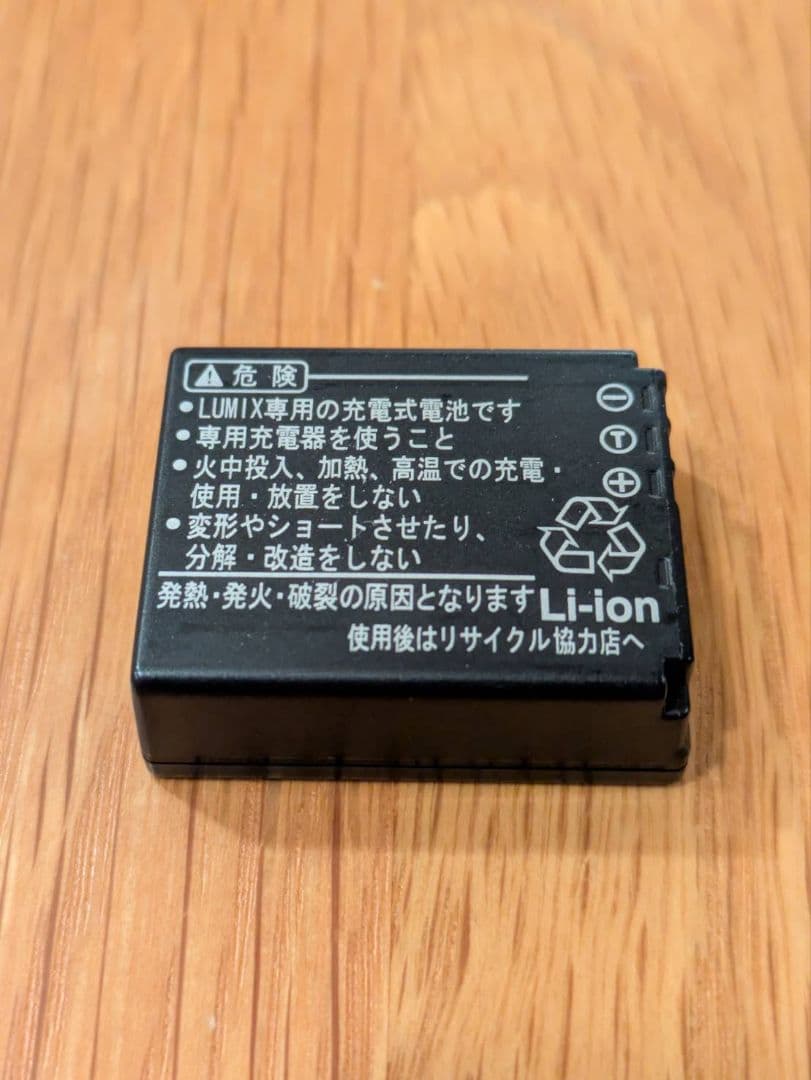 ⚠危険
•LUMIX専用の充電式電池です
•専用充電器を使うこと
•火中投入、加熱、高温での充電・
使用・放置をしない
•変形やショートさせたり、
分解・改造をしない
発熱・発火・破裂の原因となります
⊖
T
⊕
Li-ion
使用後はリサイクル協力店へ